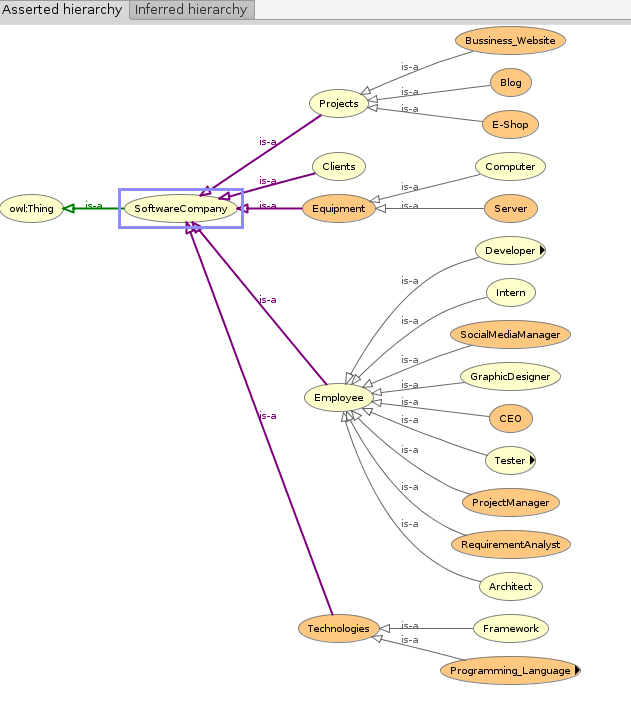 Asserted hierarchy
Inferred hierarchy
Bussiness_Website
is-a
Blog
is-a
Projects
is-a
E-Shop
is-a
Clients
Computer
is-a
is-a
owl:Thing
is-a
SoftwareCompany
is-a
Equipment
is-a
Server
Developer
is-a
Intern
is-a
is-a
SocialMediaManager
is-a
GraphicDesigner
is-a
Employee
is-a
CEO
is-a
is-a
Tester
is-a
ProjectManager
is-a
RequirementAnalyst
is-a
Architect
Technologies
is-a
Framework
is-a
Programming_Language